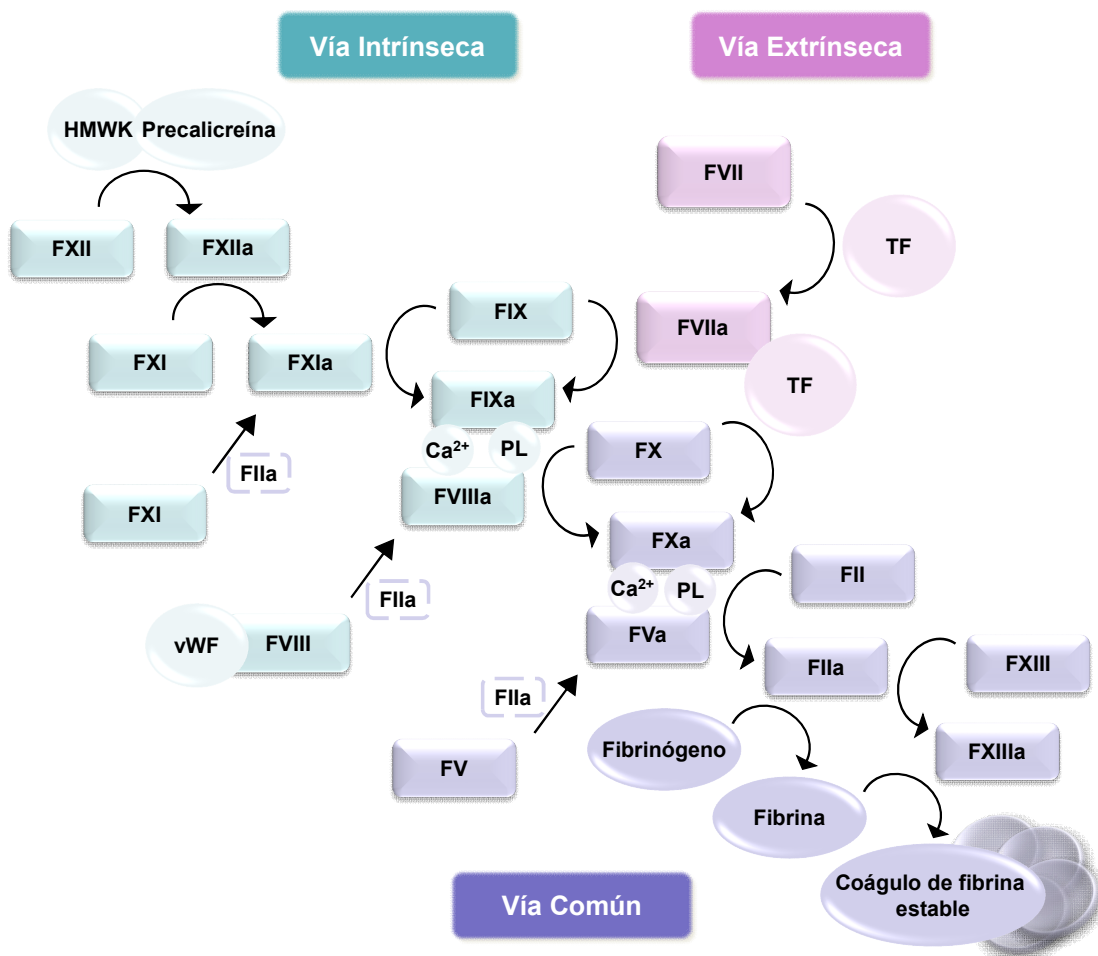 Vía Intrínseca
Vía Extrínseca
HMWK
Precalicreína
FVII
FXII
FXIIa
TF
FIX
FVIIa
FXI
FXIa
TF
FIXa
Ca²⁺
PL
FX
FIIa
FVIIIa
FXI
FXa
FII
Ca²⁺
PL
FIIa
FVa
vWF
FVIII
FIIa
FXIII
FIIa
Fibrinógeno
FXIIIa
FV
Fibrina
Coágulo de fibrina
estable
Vía Común